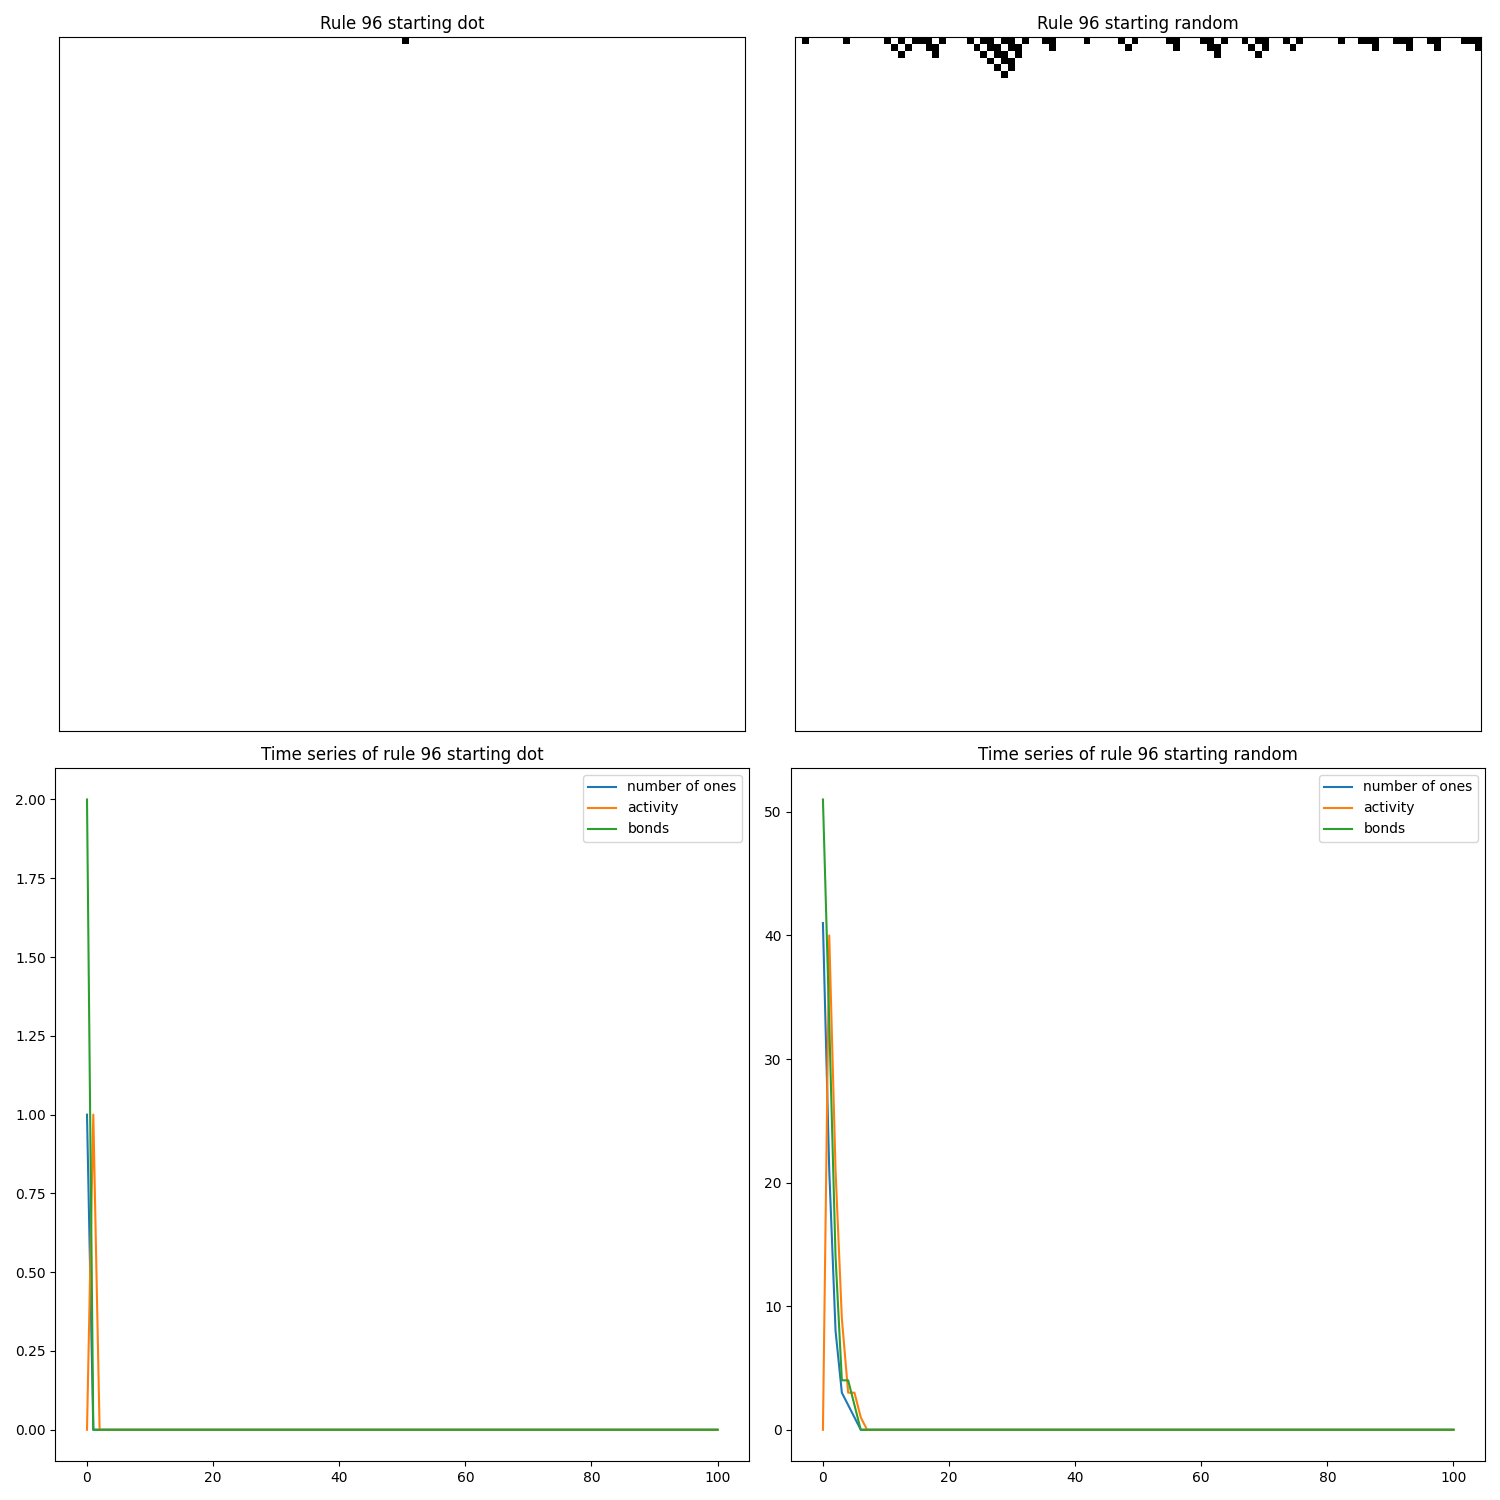 Rule 96 starting dot
Rule 96 starting random
Time series of rule 96 starting dot
number of ones
activity
bonds
2.00
1.75
1.50
1.25
1.00
0.75
0.50
0.25
0.00
0 20 40 60 80 100
Time series of rule 96 starting random
number of ones
activity
bonds
50
40
30
20
10
0
0 20 40 60 80 100